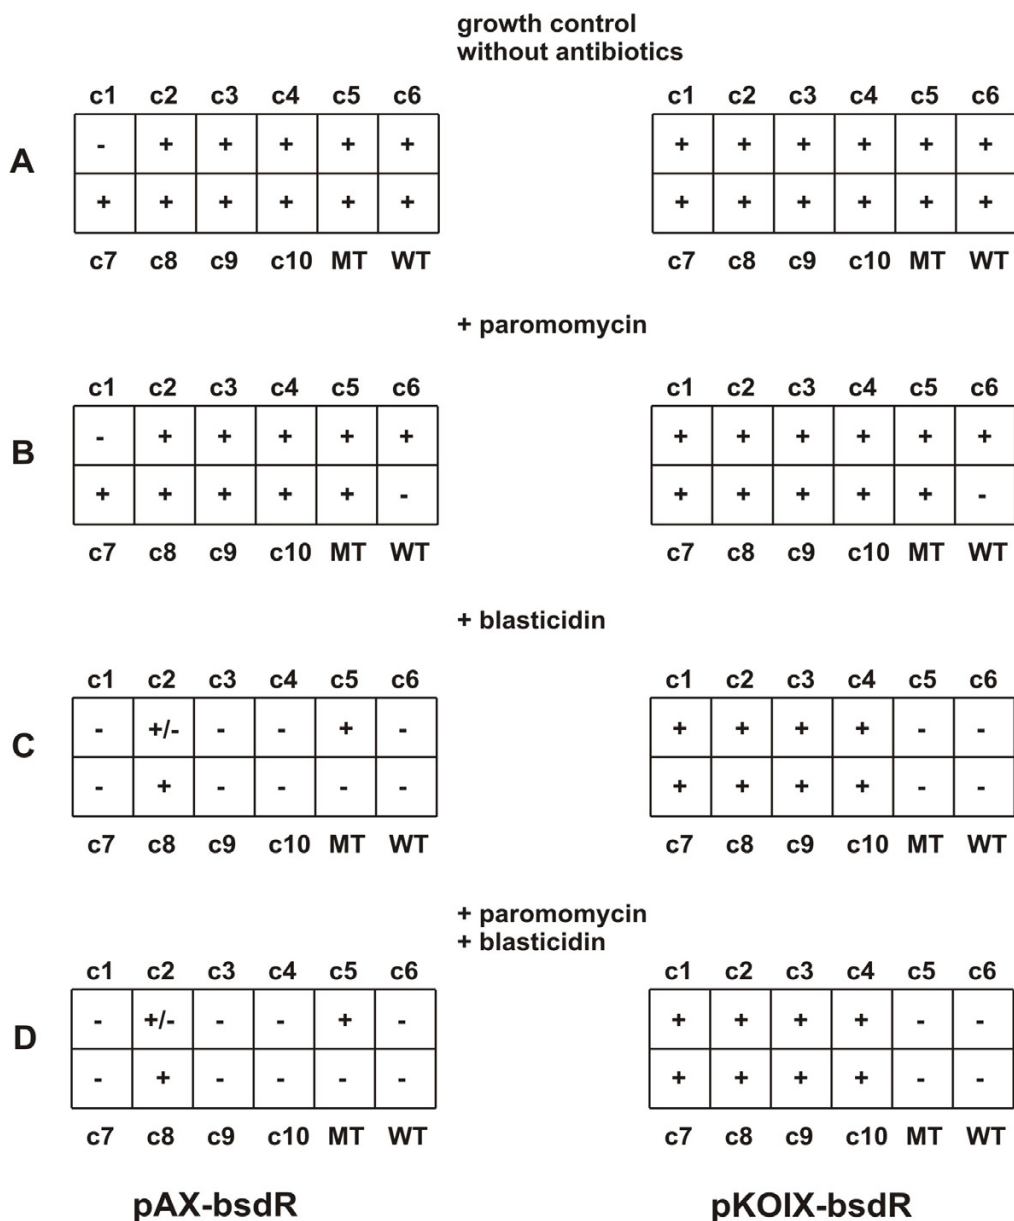 growth control
without antibiotics
c1 c2 c3 c4 c5 c6 c1 c2 c3 c4 c5 c6
A
- + + + + + + + + + + +
+ + + + + + + + + + + +
c7 c8 c9 c10 MT WT c7 c8 c9 c10 MT WT
+ paromomycin
c1 c2 c3 c4 c5 c6 c1 c2 c3 c4 c5 c6
B
- + + + + + + + + + + +
+ + + + + - + + + + + -
c7 c8 c9 c10 MT WT c7 c8 c9 c10 MT WT
+ blasticidin
c1 c2 c3 c4 c5 c6 c1 c2 c3 c4 c5 c6
C
- +/- - - + - + + + + - -
- + - - - - + + + + - -
c7 c8 c9 c10 MT WT c7 c8 c9 c10 MT WT
+ paromomycin
+ blasticidin
c1 c2 c3 c4 c5 c6 c1 c2 c3 c4 c5 c6
D
- +/- - - + - + + + + - -
- + - - - - + + + + - -
c7 c8 c9 c10 MT WT c7 c8 c9 c10 MT WT
pAX-bsdR pKOIX-bsdR